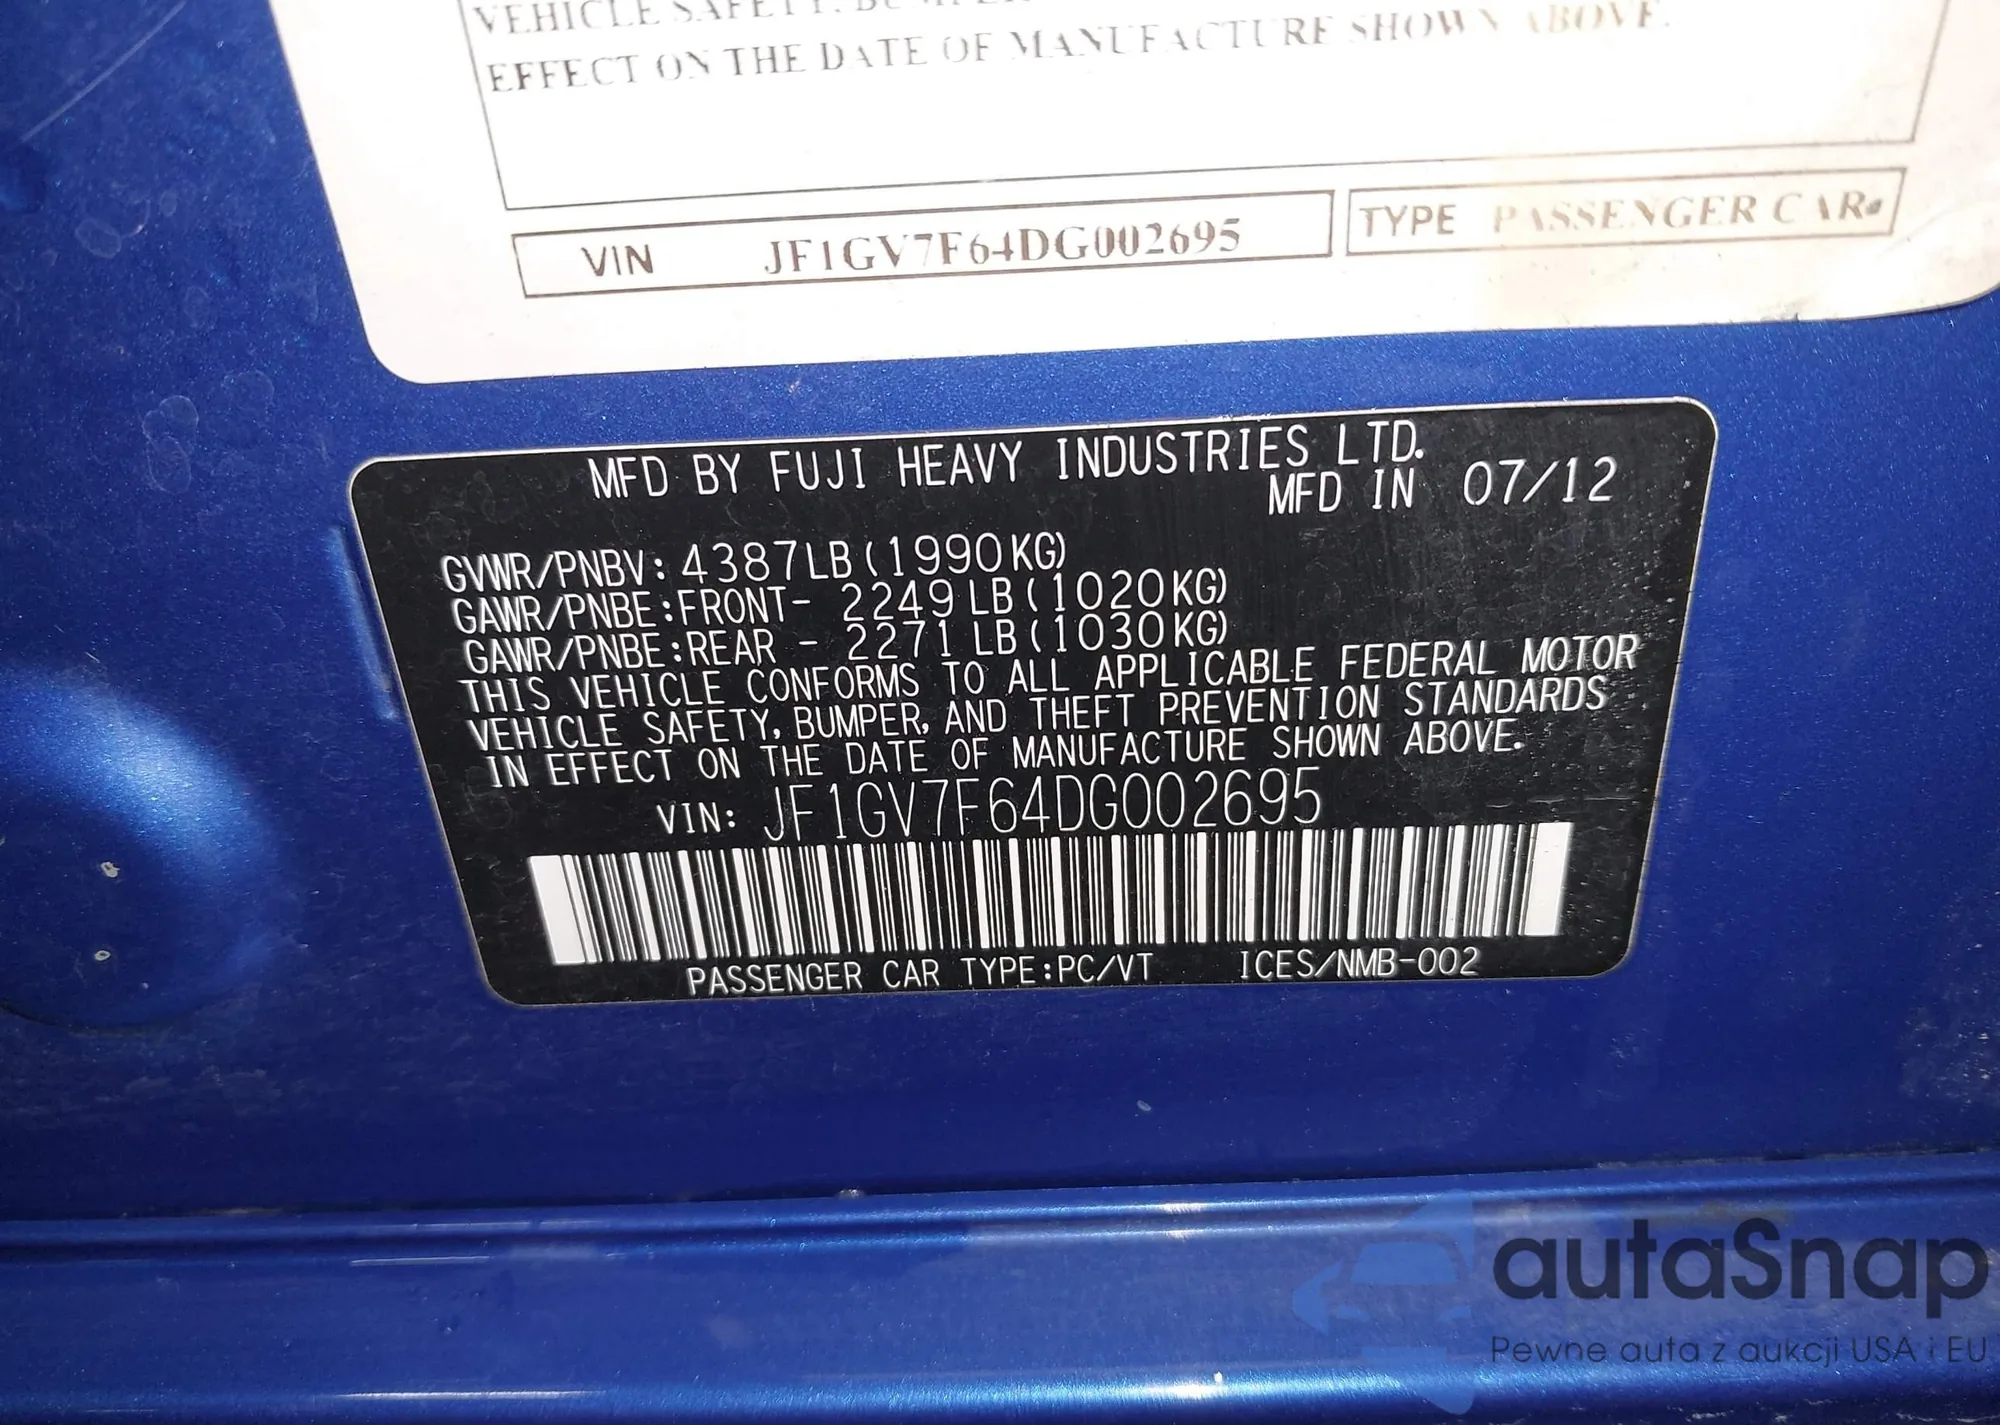 VEHICLE SAFETY, BUMPER
EFFECT ON THE DATE OF MANUFACTURE SHOWN ABOVE.
VIN JF1GV7F64DG002695 TYPE PASSENGER CAR
MFD BY FUJI HEAVY INDUSTRIES LTD.
MFD IN 07/12
GVWR/PNBV: 4387LB(1990KG)
GAWR/PNBE:FRONT- 2249LB(1020KG)
GAWR/PNBE:REAR - 2271LB(1030KG)
THIS VEHICLE CONFORMS TO ALL APPLICABLE FEDERAL MOTOR
VEHICLE SAFETY, BUMPER, AND THEFT PREVENTION STANDARDS
IN EFFECT ON THE DATE OF MANUFACTURE SHOWN ABOVE.
VIN: JF1GV7F64DG002695
PASSENGER CAR TYPE:PC/VT ICES/NMB-002
autaSnap
Pewne auta z aukcji USA i EU